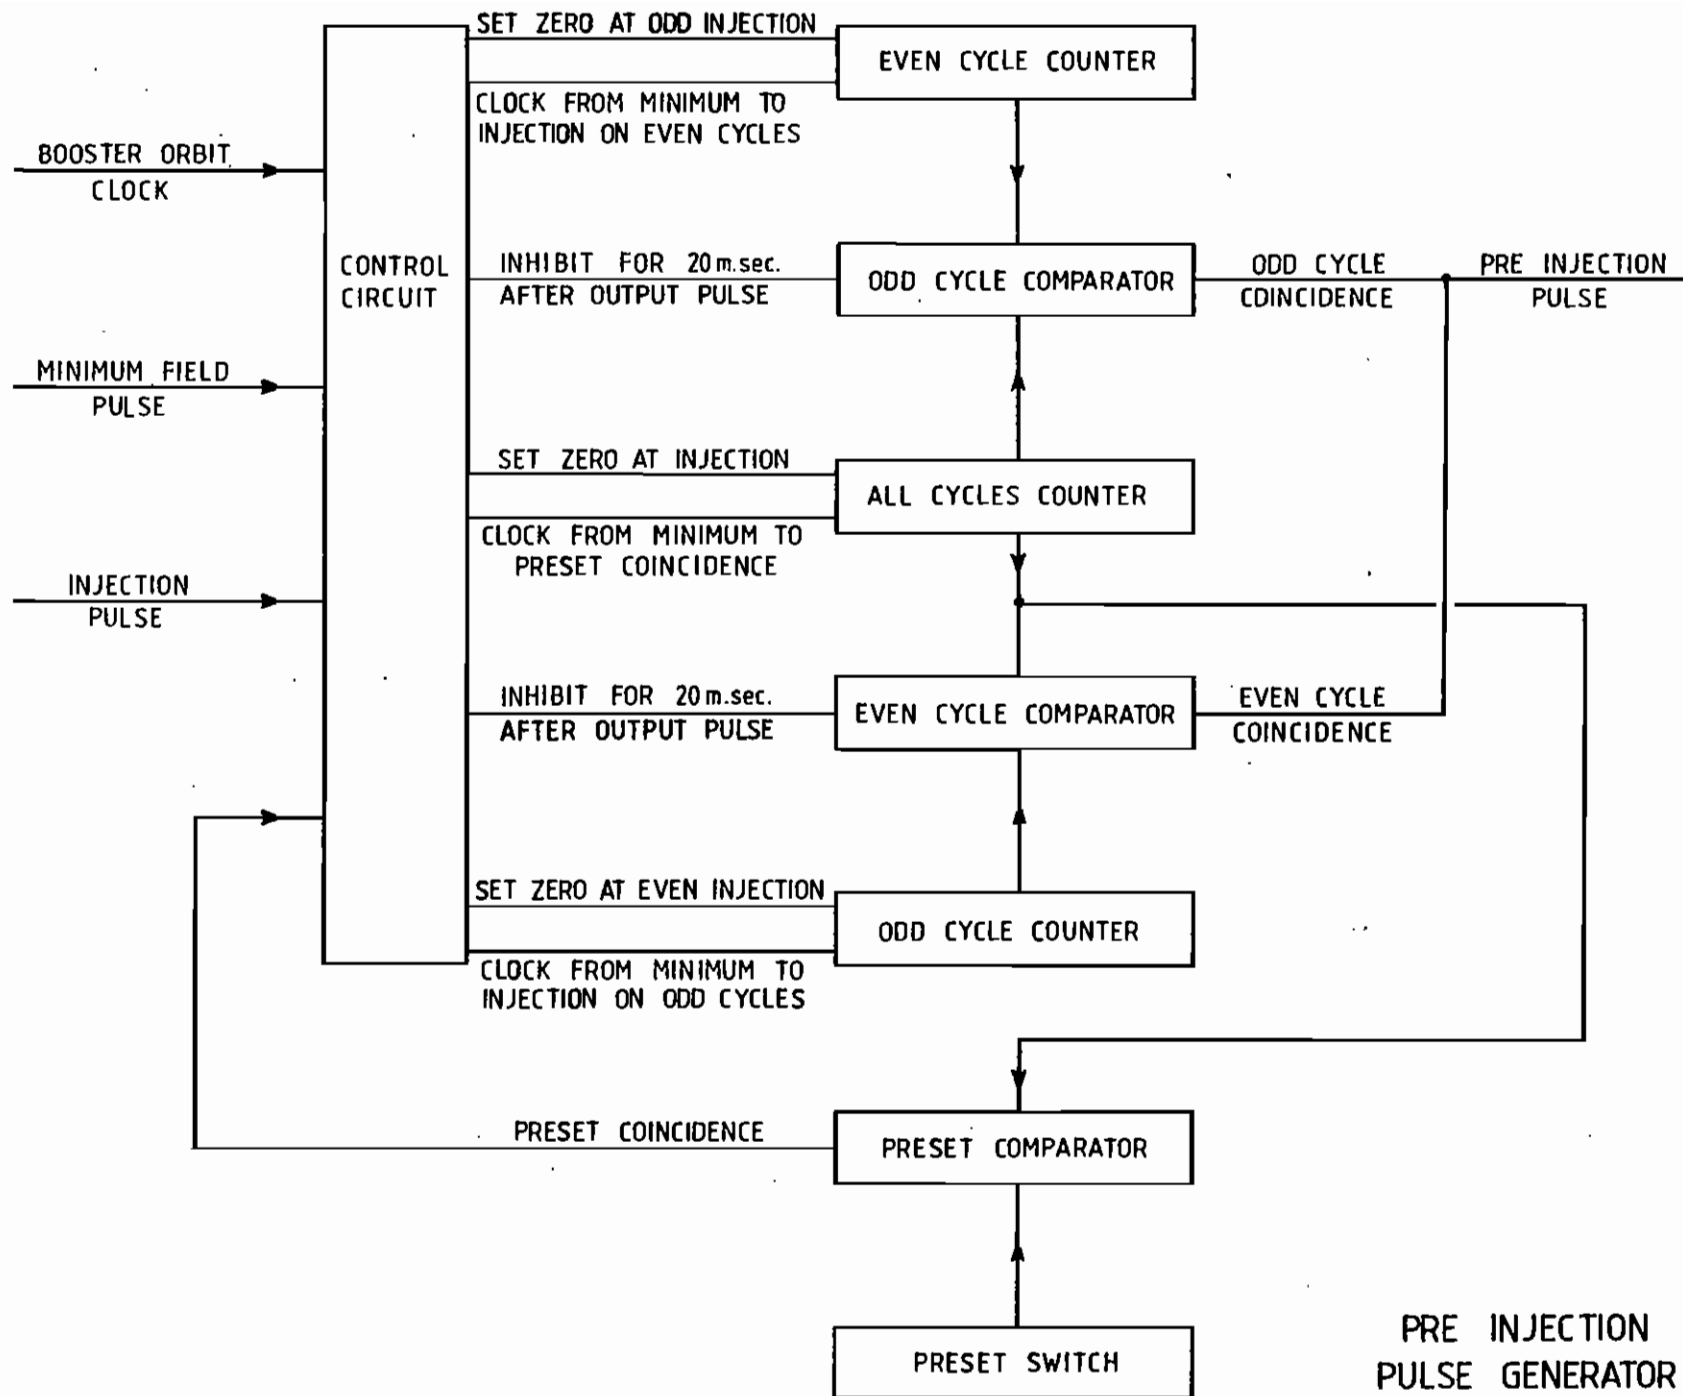 SET ZERO AT ODD INJECTION
EVEN CYCLE COUNTER
CLOCK FROM MINIMUM TO
INJECTION ON EVEN CYCLES
BOOSTER ORBIT
CLOCK
CONTROL
CIRCUIT
INHIBIT FOR 20 m.sec.
AFTER OUTPUT PULSE
ODD CYCLE COMPARATOR
ODD CYCLE
COINCIDENCE
PRE INJECTION
PULSE
MINIMUM FIELD
PULSE
SET ZERO AT INJECTION
ALL CYCLES COUNTER
CLOCK FROM MINIMUM TO
PRESET COINCIDENCE
INJECTION
PULSE
INHIBIT FOR 20 m.sec.
AFTER OUTPUT PULSE
EVEN CYCLE COMPARATOR
EVEN CYCLE
COINCIDENCE
SET ZERO AT EVEN INJECTION
ODD CYCLE COUNTER
CLOCK FROM MINIMUM TO
INJECTION ON ODD CYCLES
PRESET COINCIDENCE
PRESET COMPARATOR
PRESET SWITCH
PRE INJECTION
PULSE GENERATOR